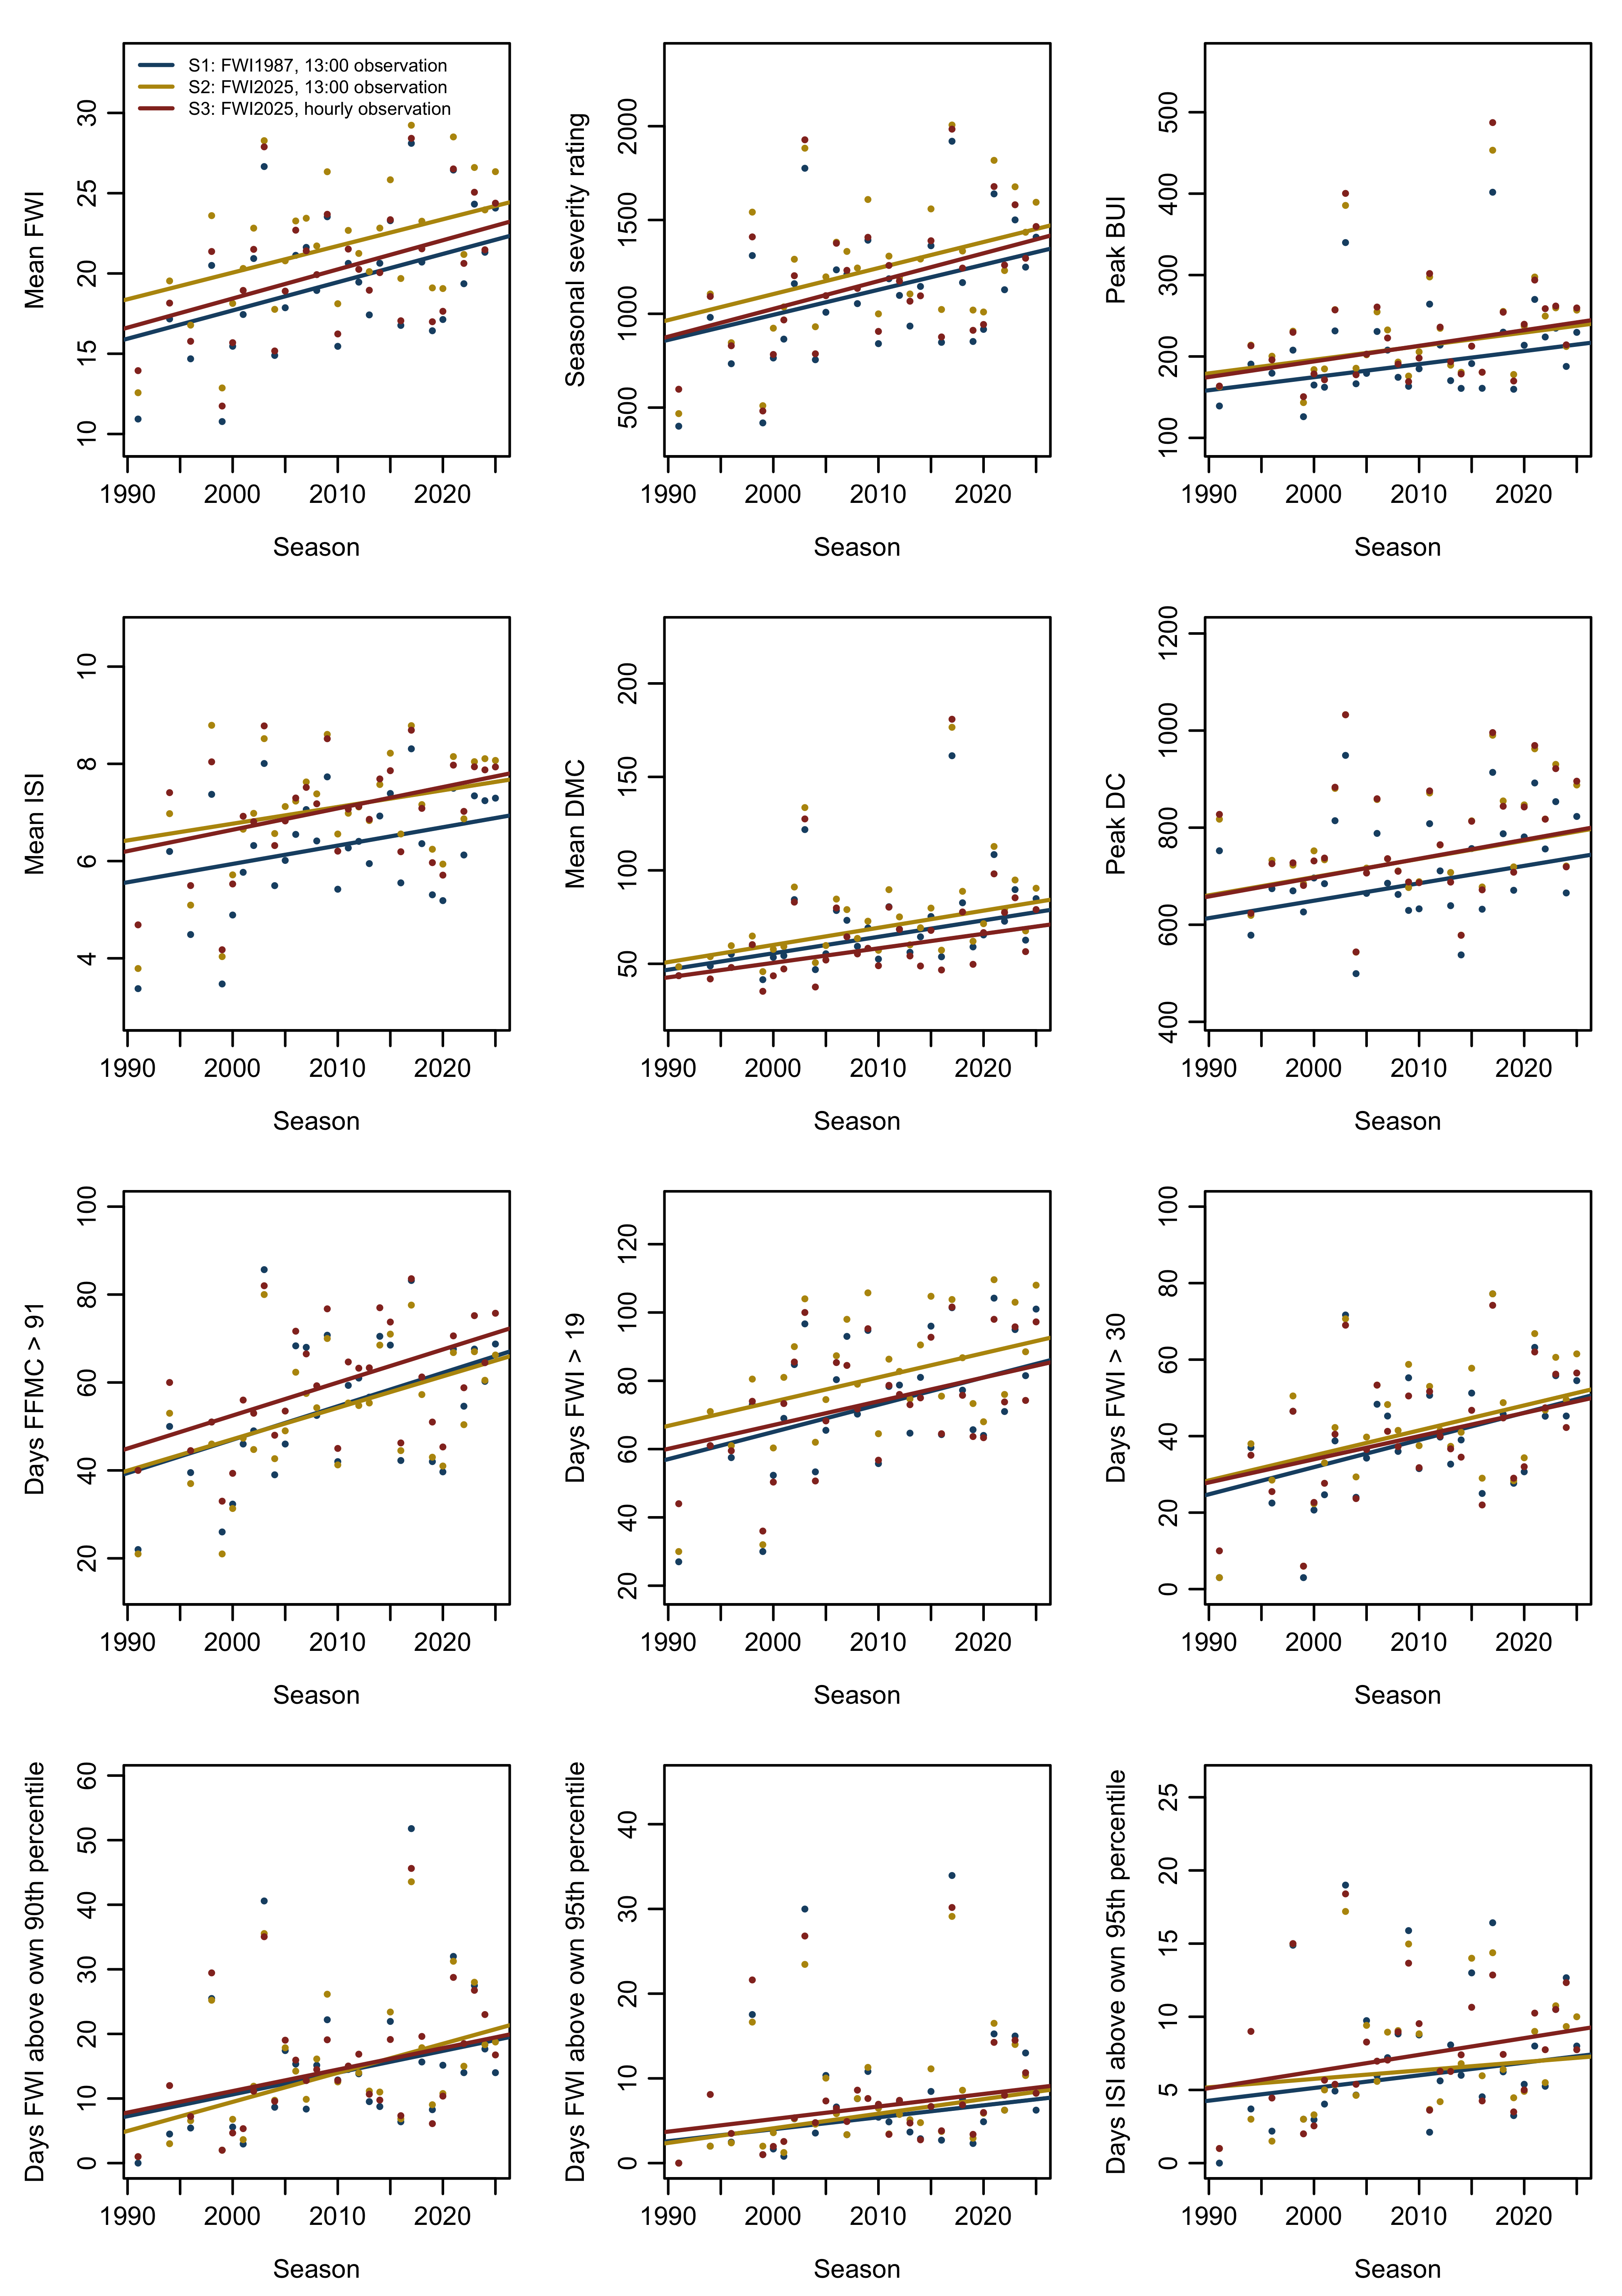 S1: FWI1987, 13:00 observation
S2: FWI2025, 13:00 observation
S3: FWI2025, hourly observation
Mean FWI
10 15 20 25 30
1990 2000 2010 2020
Season
Seasonal severity rating
500 1000 1500 2000
1990 2000 2010 2020
Season
Peak BUI
100 200 300 400 500
1990 2000 2010 2020
Season
Mean ISI
4 6 8 10
1990 2000 2010 2020
Season
Mean DMC
50 100 150 200
1990 2000 2010 2020
Season
Peak DC
400 600 800 1000 1200
1990 2000 2010 2020
Season
Days FFMC > 91
20 40 60 80 100
1990 2000 2010 2020
Season
Days FWI > 19
20 40 60 80 100 120
1990 2000 2010 2020
Season
Days FWI > 30
0 20 40 60 80 100
1990 2000 2010 2020
Season
Days FWI above own 90th percentile
0 10 20 30 40 50 60
1990 2000 2010 2020
Season
Days FWI above own 95th percentile
0 10 20 30 40
1990 2000 2010 2020
Season
Days ISI above own 95th percentile
0 5 10 15 20 25
1990 2000 2010 2020
Season